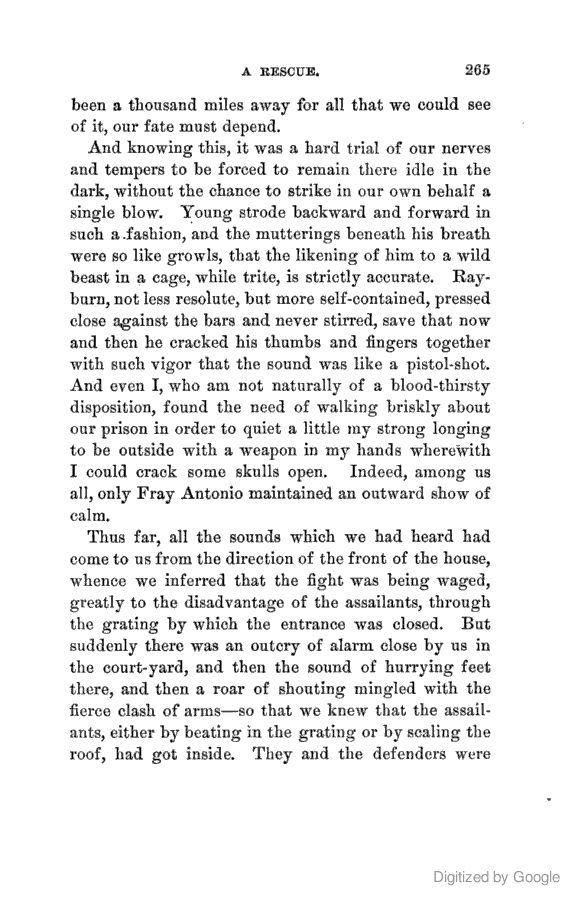 A RESCUE. 265
been a thousand miles away for all that we could see
of it, our fate must depend.
And knowing this, it was a hard trial of our nerves
and tempers to be forced to remain there idle in the
dark, without the chance to strike in our own behalf a
single blow. Young strode backward and forward in
such a fashion, and the mutterings beneath his breath
were so like growls, that the likening of him to a wild
beast in a cage, while trite, is strictly accurate. Ray-
burn, not less resolute, but more self-contained, pressed
close against the bars and never stirred, save that now
and then he cracked his thumbs and fingers together
with such vigor that the sound was like a pistol-shot.
And even I, who am not naturally of a blood-thirsty
disposition, found the need of walking briskly about
our prison in order to quiet a little my strong longing
to be outside with a weapon in my hands wherewith
I could crack some skulls open. Indeed, among us
all, only Fray Antonio maintained an outward show of
calm.
Thus far, all the sounds which we had heard had
come to us from the direction of the front of the house,
whence we inferred that the fight was being waged,
greatly to the disadvantage of the assailants, through
the grating by which the entrance was closed. But
suddenly there was an outcry of alarm close by us in
the court-yard, and then the sound of hurrying feet
there, and then a roar of shouting mingled with the
fierce clash of arms—so that we knew that the assail-
ants, either by beating in the grating or by scaling the
roof, had got inside. They and the defenders were
Digitized by Google